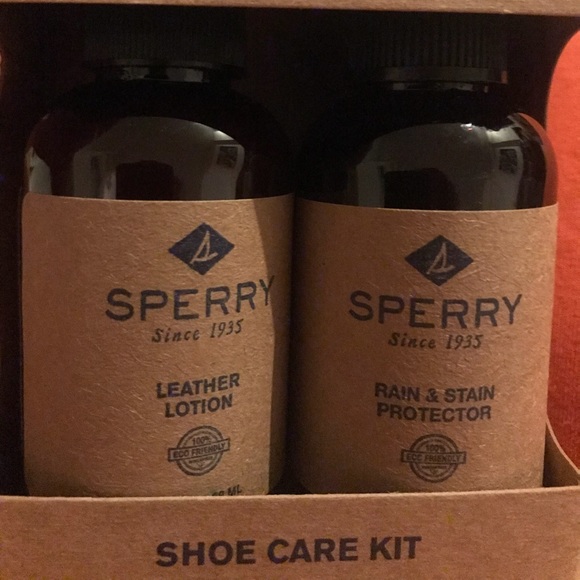 SPERRY
Since 1935
LEATHER
LOTION
100%
ECO FRIENDLY
ML
SPERRY
Since 1935
RAIN & STAIN
PROTECTOR
100%
ECO FRIENDLY
SHOE CARE KIT